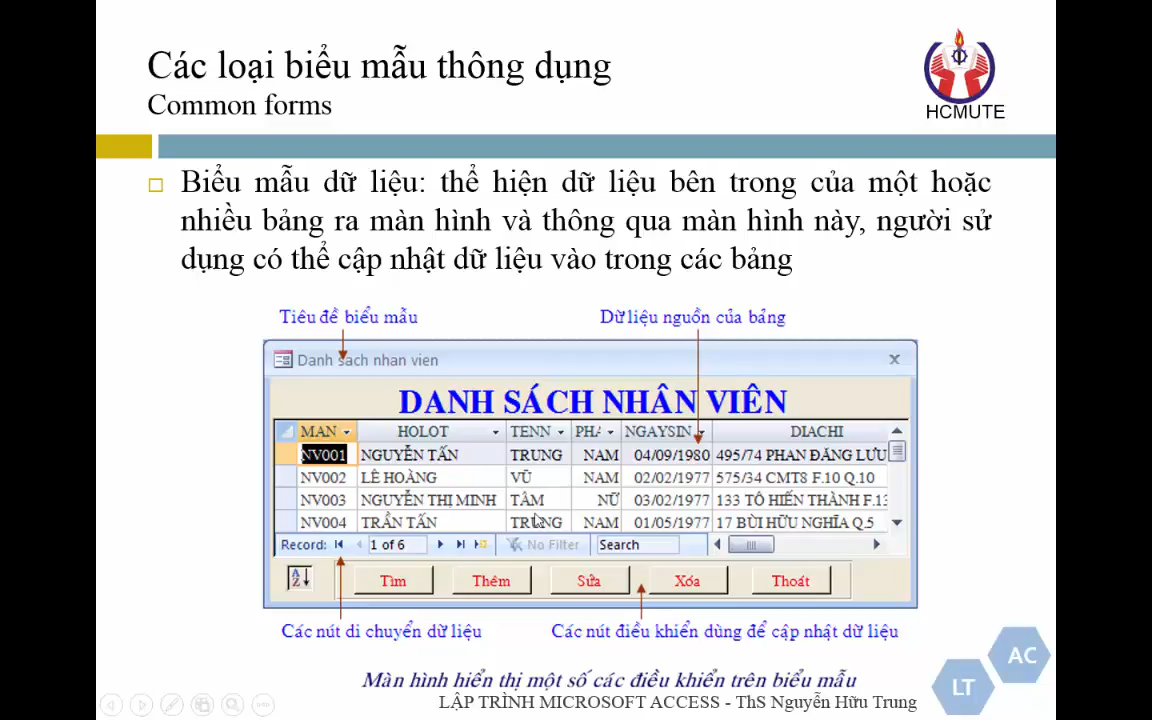 Các loại biểu mẫu thông dụng
Common forms
HCMUTE
Biểu mẫu dữ liệu: thể hiện dữ liệu bên trong của một hoặc
nhiều bảng ra màn hình và thông qua màn hình này, người sử
dụng có thể cập nhật dữ liệu vào trong các bảng
Tiêu đề biểu mẫu
Dữ liệu nguồn của bảng
Danh sach nhan vien
DANH SÁCH NHÂN VIÊN
MAN HOLOT TENN PHA NGAYSIN DIACHI
NV001 NGUYỄN TẤN TRUNG NAM 04/09/1980 495/74 PHAN ĐĂNG LƯU
NV002 LÊ HOÀNG VŨ NAM 02/02/1977 575/34 CMT8 F.10 Q.10
NV003 NGUYỄN THỊ MINH TÂM NỮ 03/02/1977 133 TÔ HIẾN THÀNH F.13
NV004 TRẦN TẤN TRUNG NAM 01/05/1977 17 BÙI HỮU NGHĨA Q.5
Record: 1 of 6 No Filter Search
Tìm Thêm Sửa Xóa Thoát
Các nút di chuyển dữ liệu
Các nút điều khiển dùng để cập nhật dữ liệu
Màn hình hiển thị một số các điều khiển trên biểu mẫu
AC
LT
LẬP TRÌNH MICROSOFT ACCESS - ThS Nguyễn Hữu Trung